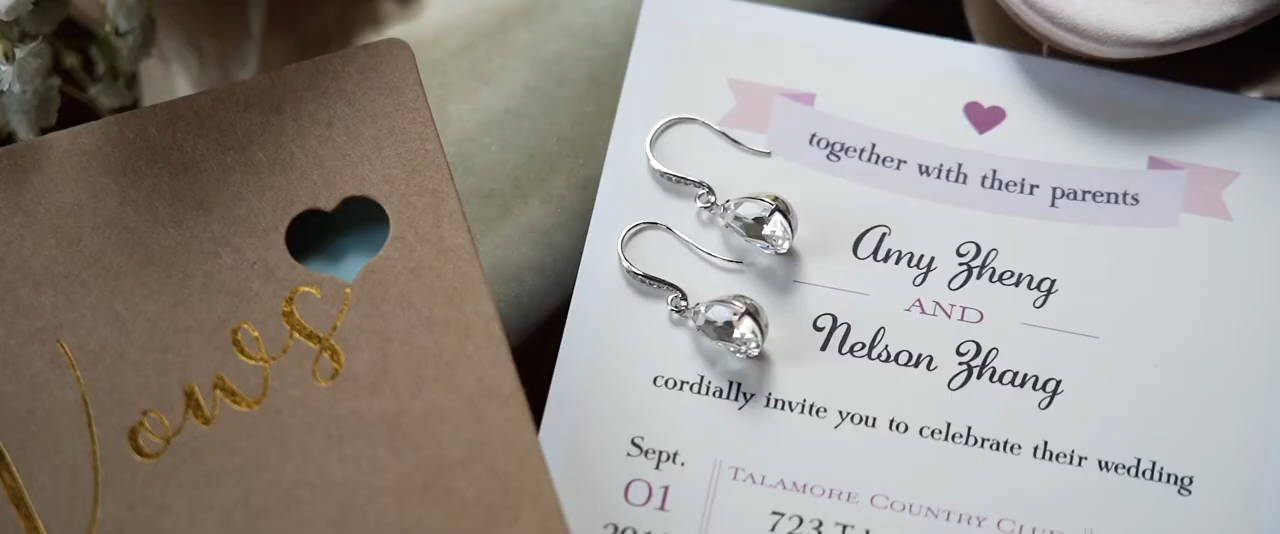 Vows
together with their parents
Amy Zheng
AND
Nelson Zhang
cordially invite you to celebrate their wedding
Sept.
01
TALAMORE COUNTRY CLUB
723